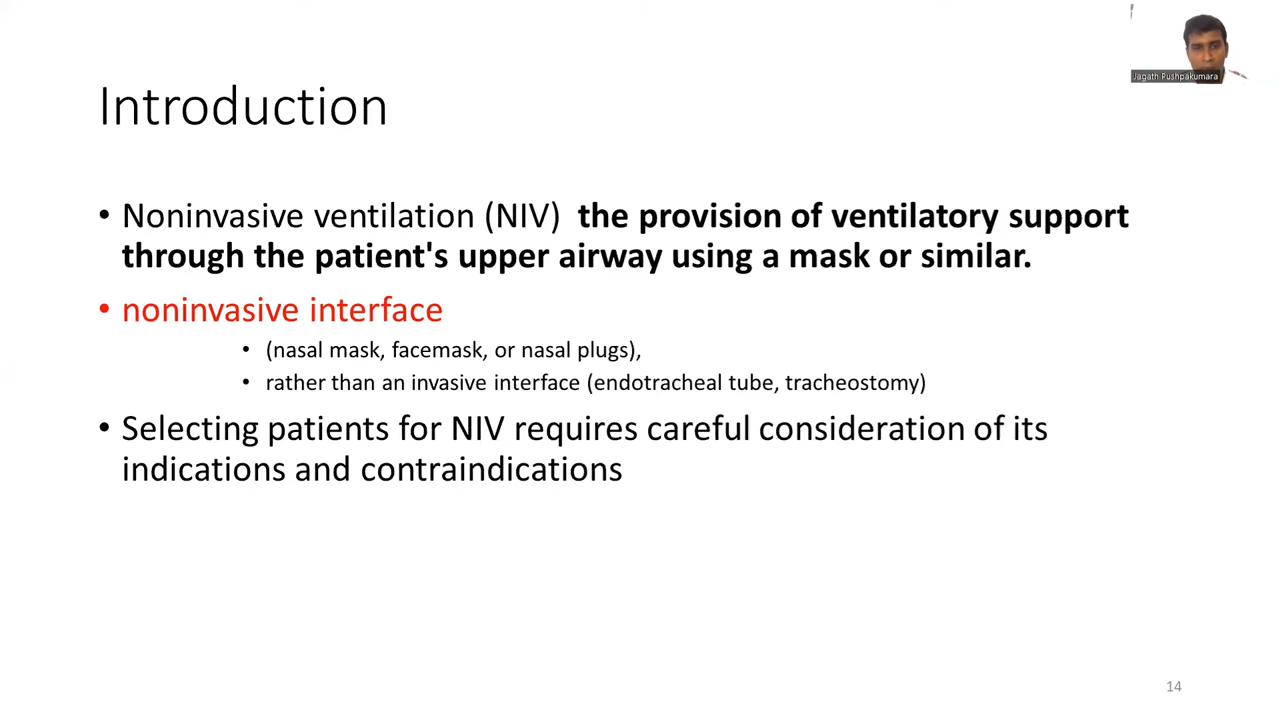 Jagath Pushpakumara
Introduction
• Noninvasive ventilation (NIV) the provision of ventilatory support
through the patient's upper airway using a mask or similar.
• noninvasive interface
• (nasal mask, facemask, or nasal plugs),
• rather than an invasive interface (endotracheal tube, tracheostomy)
• Selecting patients for NIV requires careful consideration of its
indications and contraindications
14